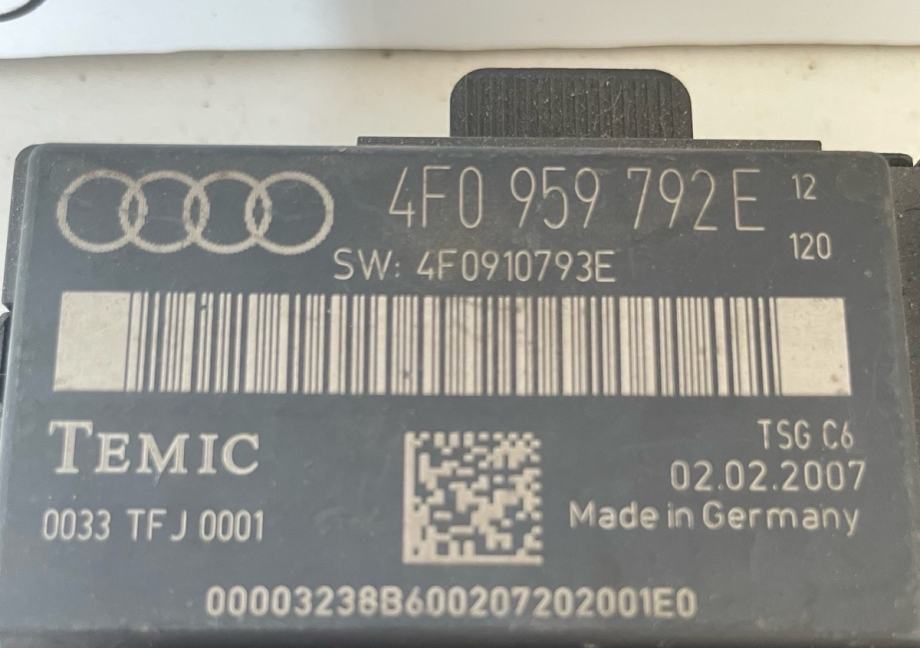 4F0 959 792E 12
120
SW: 4F0910793E
TEMIC
TSG C6
02.02.2007
0033 TFJ 0001
Made in Germany
00003238B600207202001E0